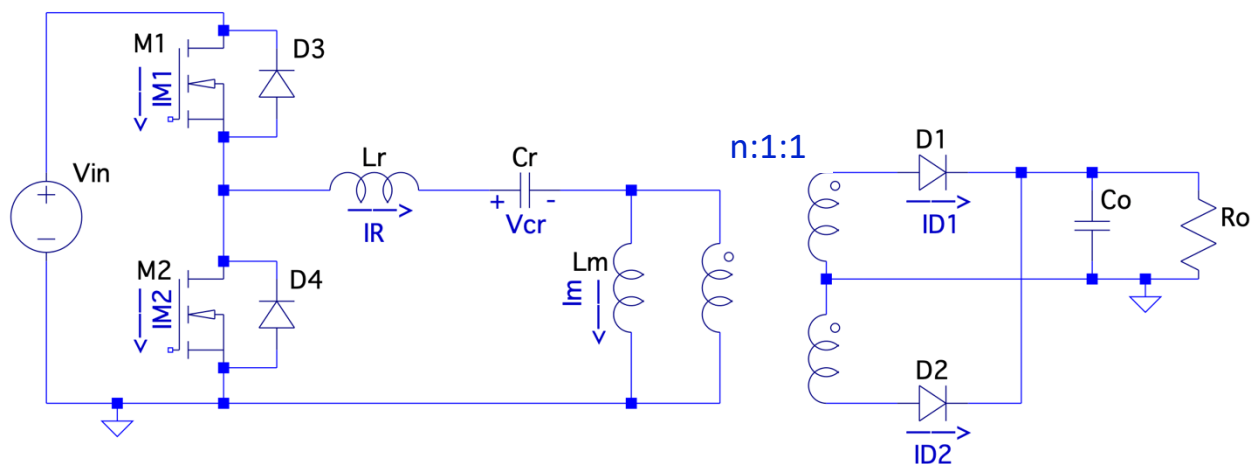 M1
IM1
D3
Vin
+
Lr
IR
Cr
+ -
Vcr
n:1:1
D1
ID1
Co
Ro
M2
IM2
D4
Lm
Im
D2
ID2